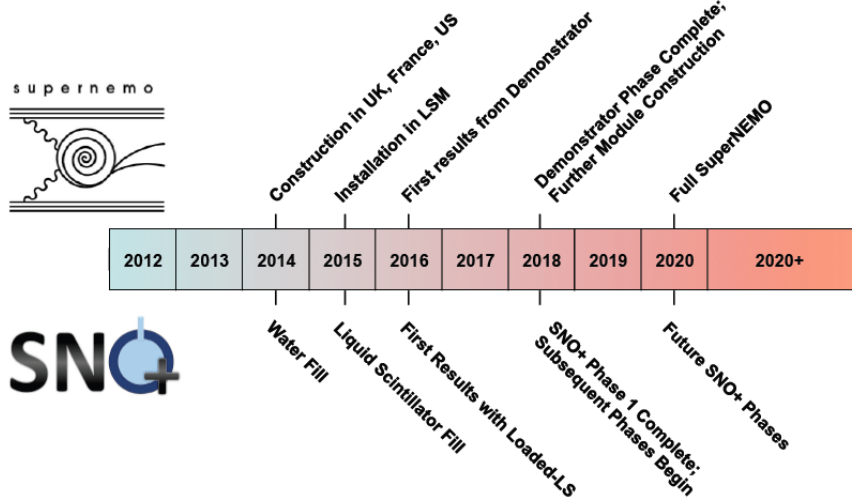 supernemo
Construction in UK, France, US
Installation in LSM
First results from Demonstrator
Demonstrator Phase Complete;
Further Module Construction
Full SuperNEMO
2012 2013 2014 2015 2016 2017 2018 2019 2020 2020+
SNO+
Water Fill
Liquid Scintillator Fill
First Results with Loaded-LS
SNO+ Phase 1 Complete;
Subsequent Phases Begin
Future SNO+ Phases